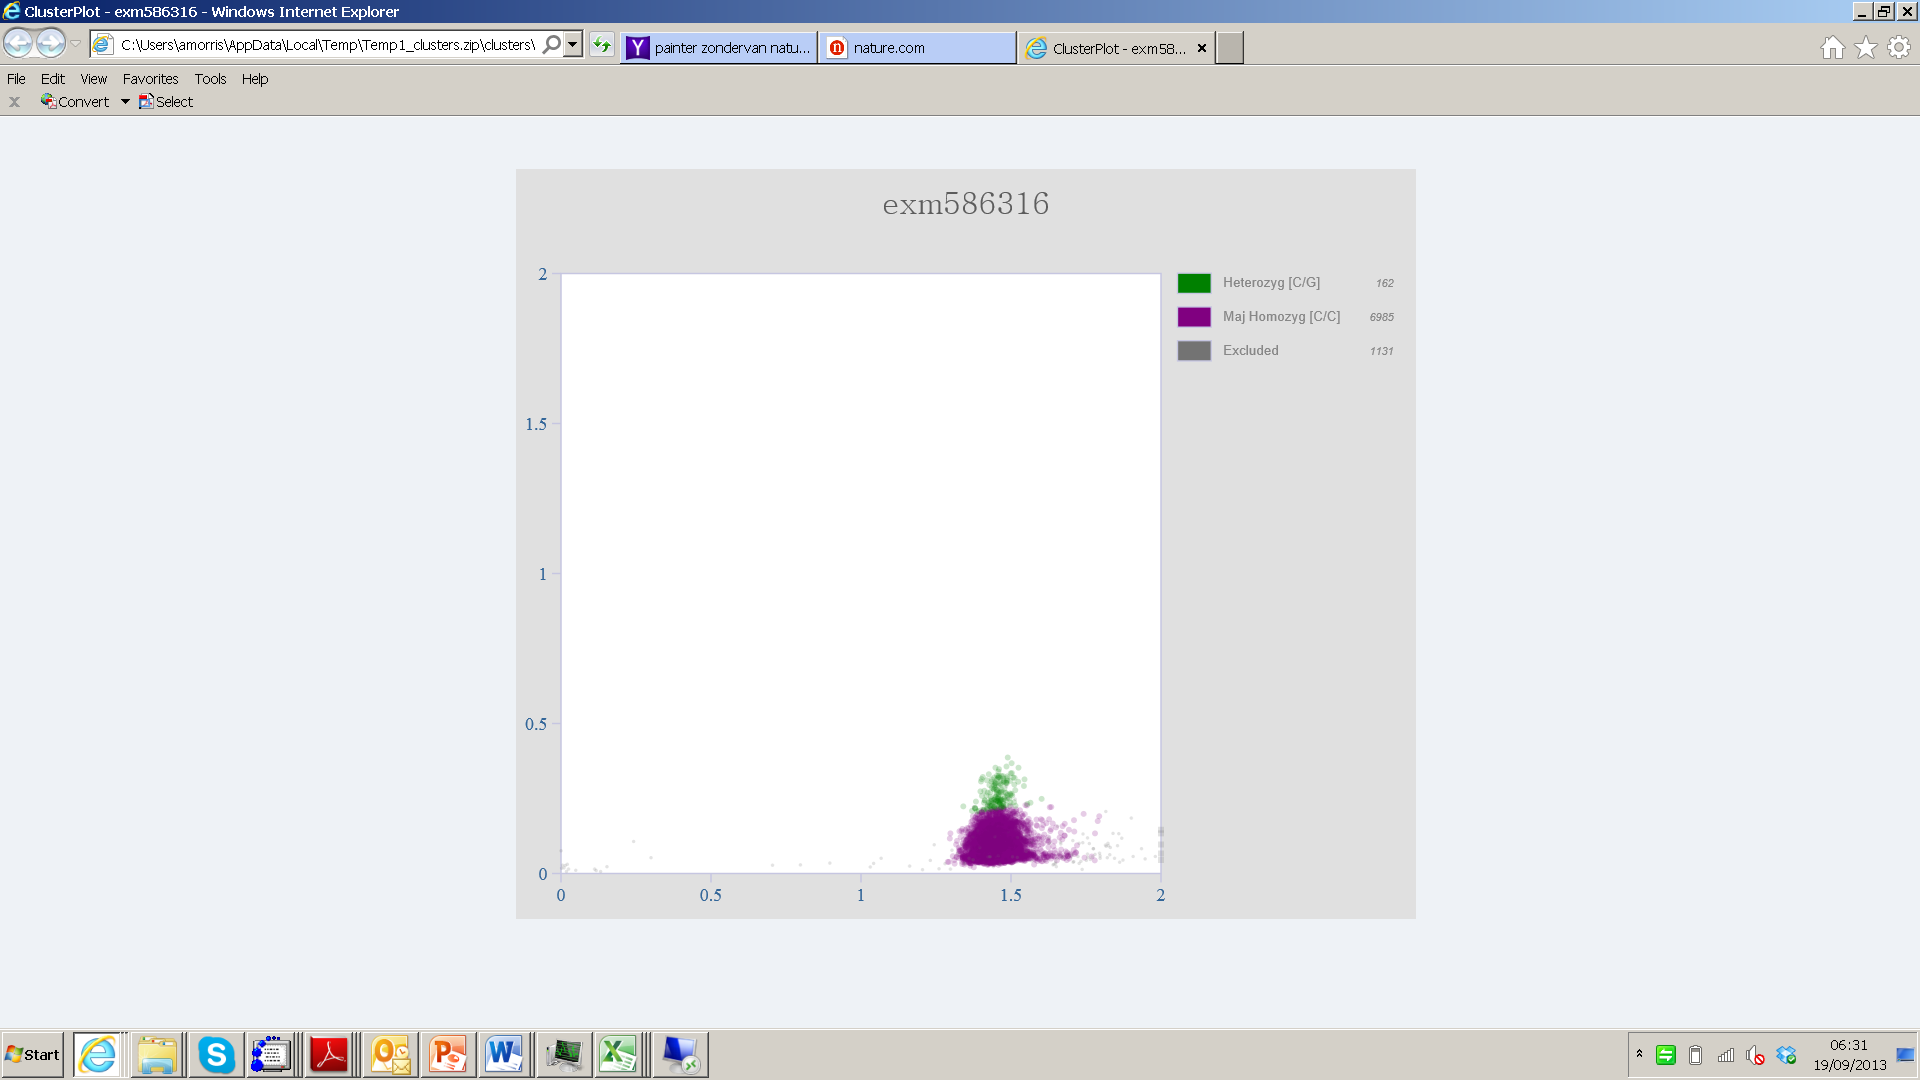 ClusterPlot - exm586316 - Windows Internet Explorer
C:\Users\amorris\AppData\Local\Temp\Temp1_clusters.zip\clusters\
painter zondervan natu...
nature.com
ClusterPlot - exm58...
File Edit View Favorites Tools Help
x Convert Select
exm586316
2
1.5
1
0.5
0
0 0.5 1 1.5 2
Heterozyg [C/G] 162
Maj Homozyg [C/C] 6985
Excluded 1131
Start
06:31
19/09/2013